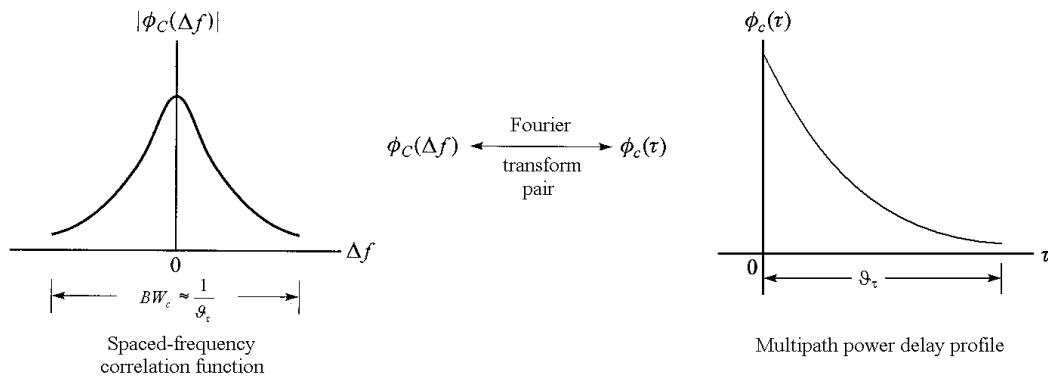 |ϕ_C(Δf)|
Δf
0
BW_c ≈ 1/ϑ_τ
Spaced-frequency
correlation function
ϕ_C(Δf)
Fourier
transform
pair
ϕ_c(τ)
ϕ_c(τ)
0
τ
ϑ_τ
Multipath power delay profile